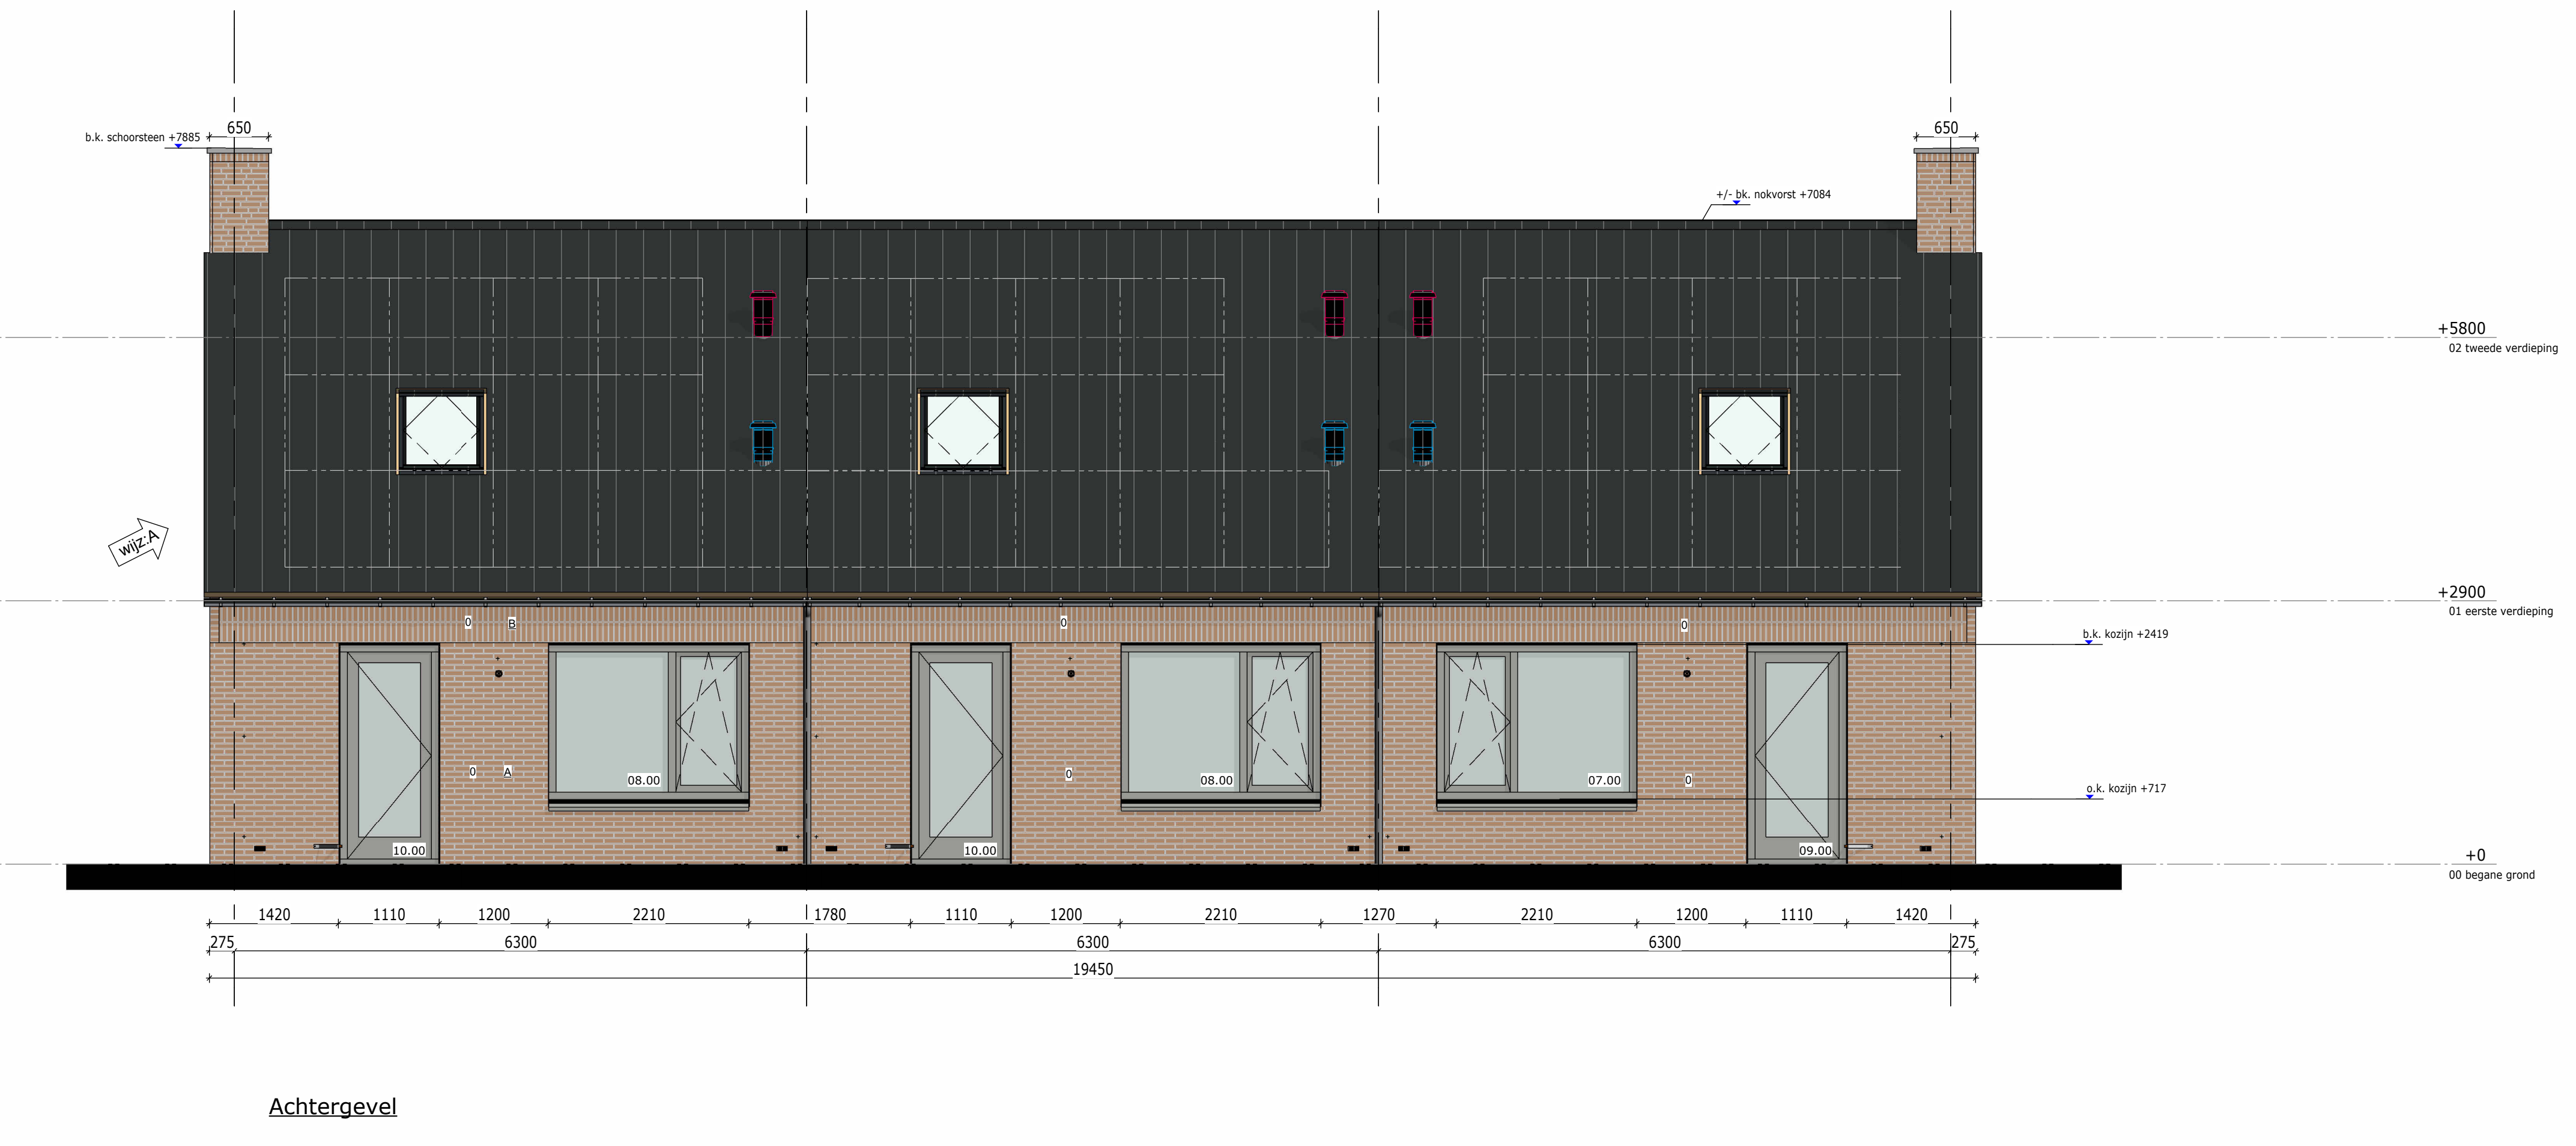 650
650
b.k. schoorsteen +7885
+/- bk. nokvorst +7084
+5800
02 tweede verdieping
wijz:A
+2900
01 eerste verdieping
0 B 0 0
b.k. kozijn +2419
0 A 0 0
08.00 08.00 07.00
o.k. kozijn +717
10.00 10.00 09.00
+0
00 begane grond
1420 1110 1200 2210 1780 1110 1200 2210 1270 2210 1200 1110 1420
275 6300 6300 6300 275
19450
Achtergevel